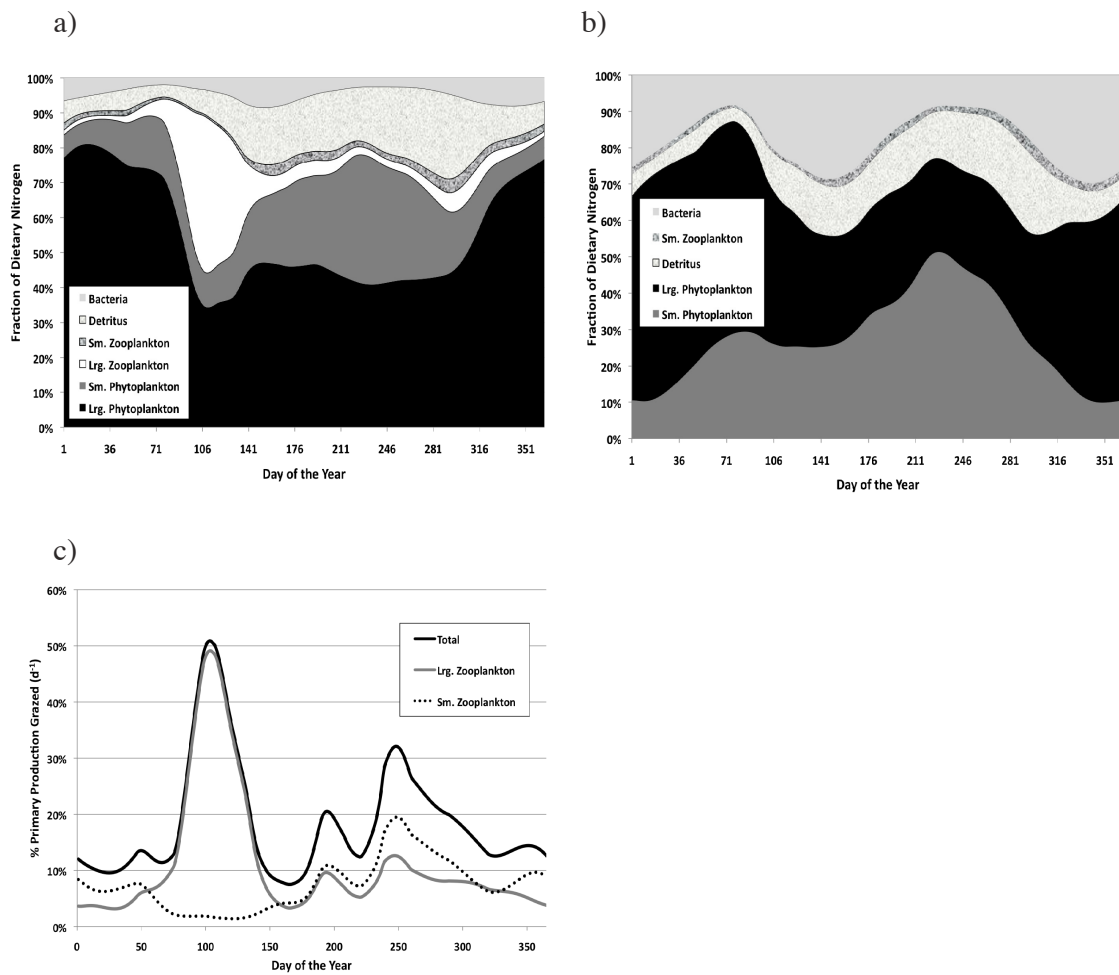 a)
100%
90%
80%
70%
60%
50%
40%
30%
20%
10%
0%
Fraction of Dietary Nitrogen
Bacteria
Detritus
Sm. Zooplankton
Lrg. Zooplankton
Sm. Phytoplankton
Lrg. Phytoplankton
1 36 71 106 141 176 211 246 281 316 351
Day of the Year
b)
100%
90%
80%
70%
60%
50%
40%
30%
20%
10%
0%
Fraction of Dietary Nitrogen
Bacteria
Sm. Zooplankton
Detritus
Lrg. Phytoplankton
Sm. Phytoplankton
1 36 71 106 141 176 211 246 281 316 351
Day of the Year
c)
60%
50%
40%
30%
20%
10%
0%
% Primary Production Grazed (d⁻¹)
Total
Lrg. Zooplankton
Sm. Zooplankton
0 50 100 150 200 250 300 350
Day of the Year